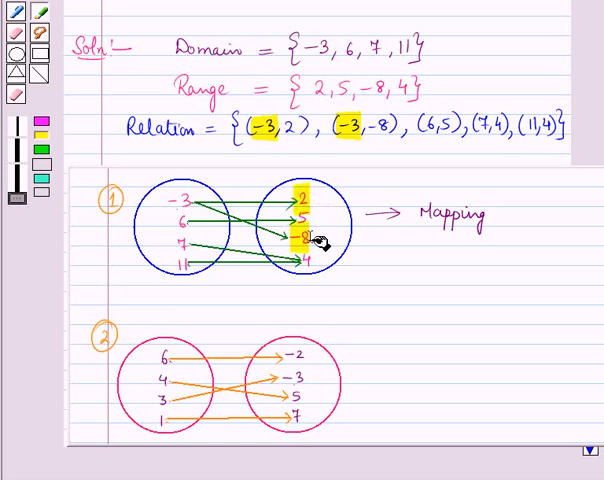 Soln:- Domain = {-3, 6, 7, 11}
Range = {2, 5, -8, 4}
Relation = {(-3, 2), (-3, -8), (6, 5), (7, 4), (11, 4)}
1
-3 2
6 5 → Mapping
7 -8
11 4
2
6 -2
4 -3
3 5
1 7